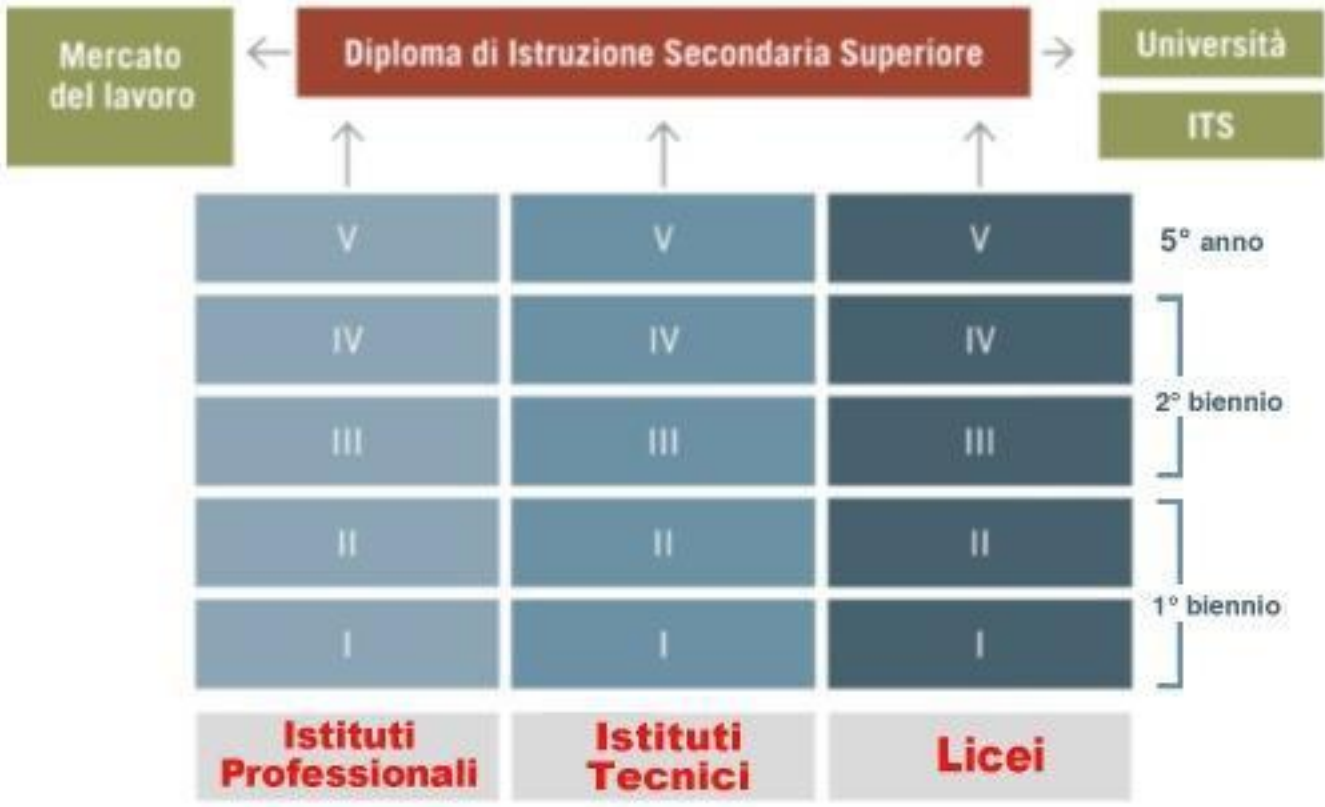 Mercato
del lavoro
Diploma di Istruzione Secondaria Superiore
Università
ITS
V
V
V
5° anno
IV
IV
IV
2° biennio
III
III
III
II
II
II
1° biennio
I
I
I
Istituti
Professionali
Istituti
Tecnici
Licei